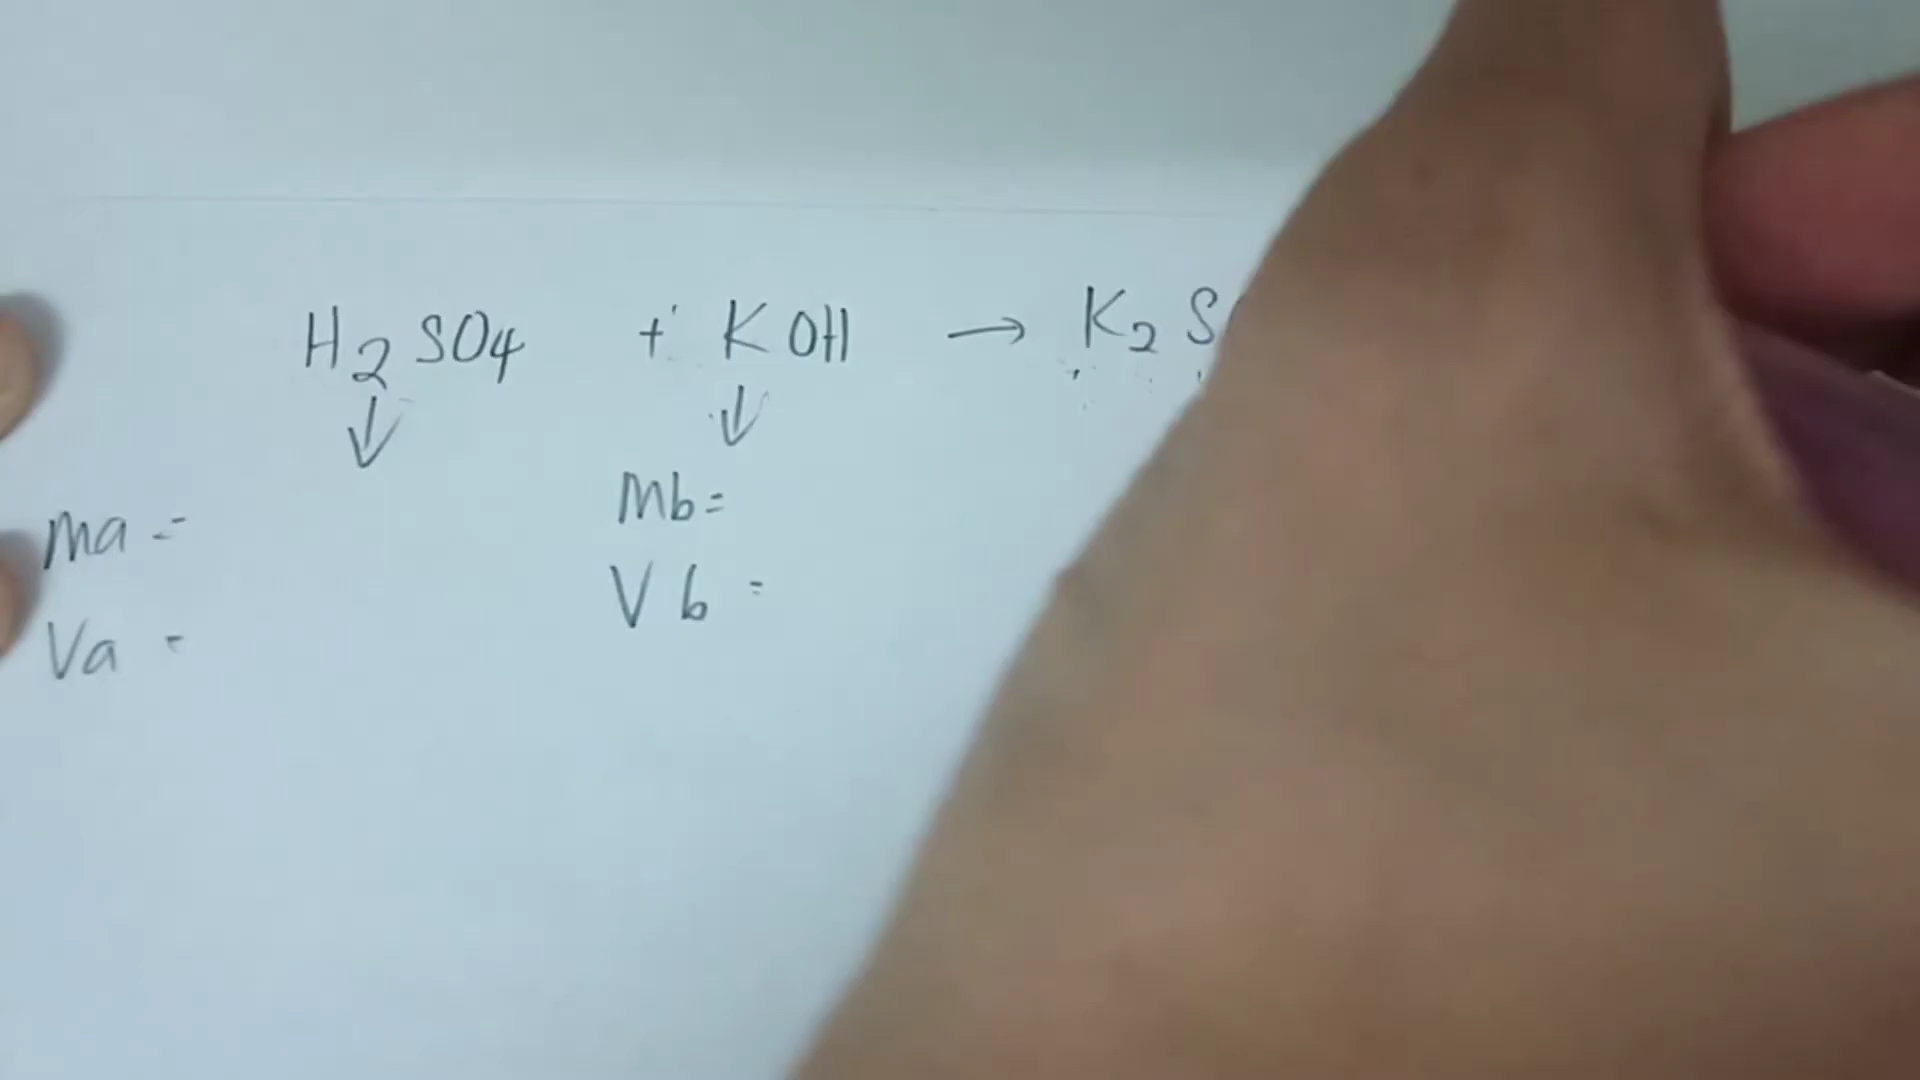 H2SO4 + KOH → K2S
↓ ↓
Mb=
Ma =
Vb =
Va =